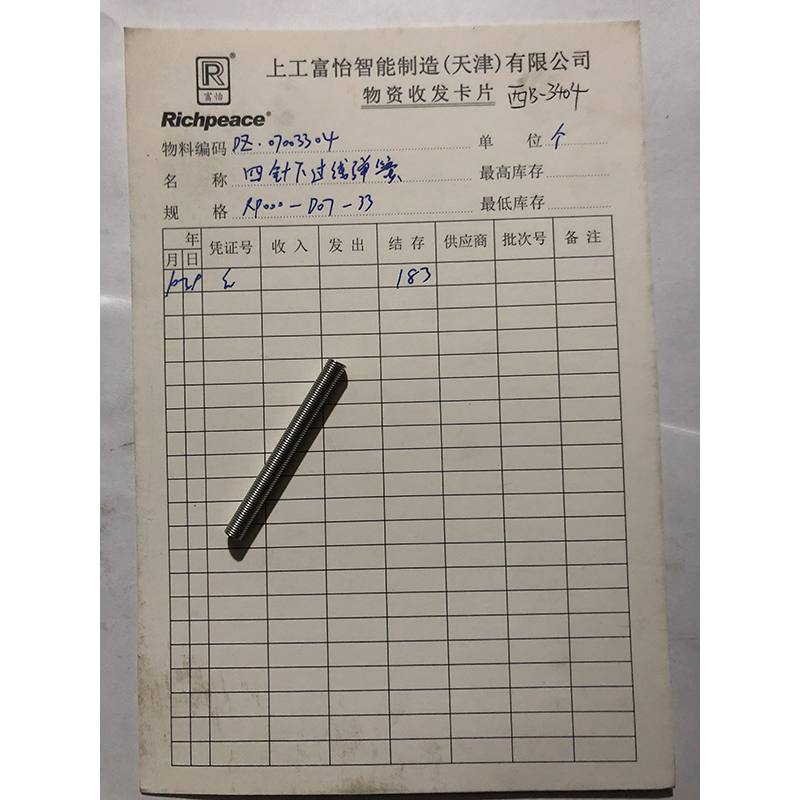 R®
富怡
Richpeace®
上工富怡智能制造(天津)有限公司
物资收发卡片 西B-3404
物料编码 DZ.07003304 单位 个
名称 四针下过线弹簧 最高库存
规格 RP000-D07-33 最低库存
年 凭证号 收入 发出 结存 供应商 批次号 备注
月 日
183